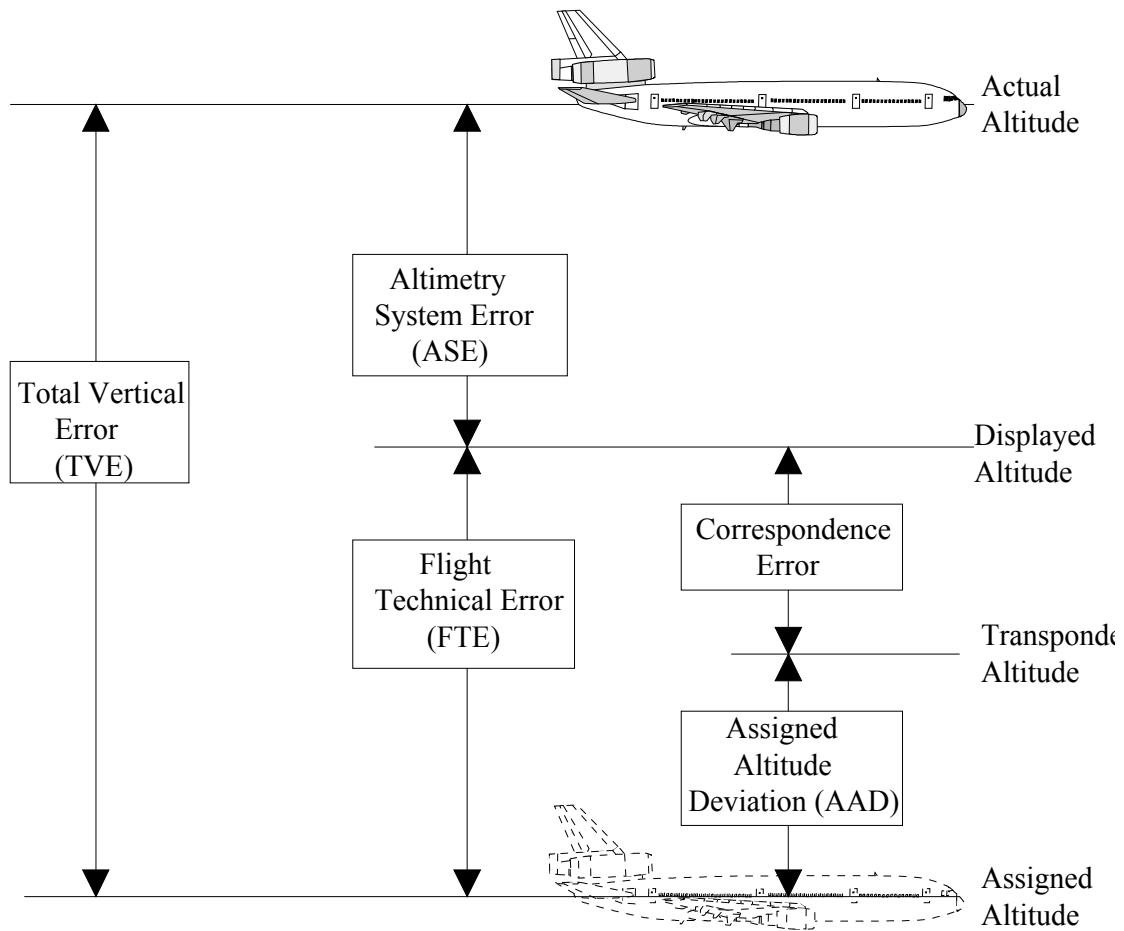 Actual
Altitude
Altimetry
System Error
(ASE)
Total Vertical
Error
(TVE)
Displayed
Altitude
Correspondence
Error
Flight
Technical Error
(FTE)
Transponde
Altitude
Assigned
Altitude
Deviation (AAD)
Assigned
Altitude